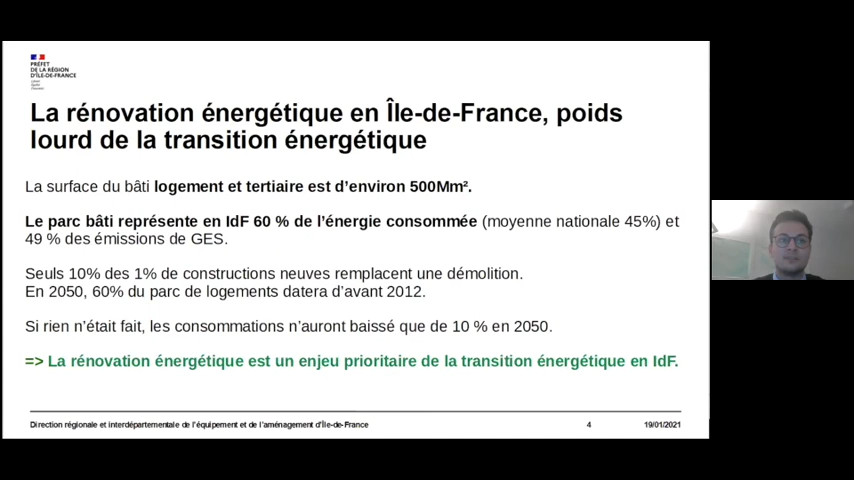 PRÉFET
DE LA RÉGION
D'ÎLE-DE-FRANCE
La rénovation énergétique en Île-de-France, poids
lourd de la transition énergétique
La surface du bâti logement et tertiaire est d'environ 500Mm².
Le parc bâti représente en IdF 60 % de l'énergie consommée (moyenne nationale 45%) et
49 % des émissions de GES.
Seuls 10% des 1% de constructions neuves remplacent une démolition.
En 2050, 60% du parc de logements datera d'avant 2012.
Si rien n'était fait, les consommations n'auront baissé que de 10 % en 2050.
=> La rénovation énergétique est un enjeu prioritaire de la transition énergétique en IdF.
Direction régionale et interdépartementale de l'équipement et de l'aménagement d'Île-de-France 4 19/01/2021